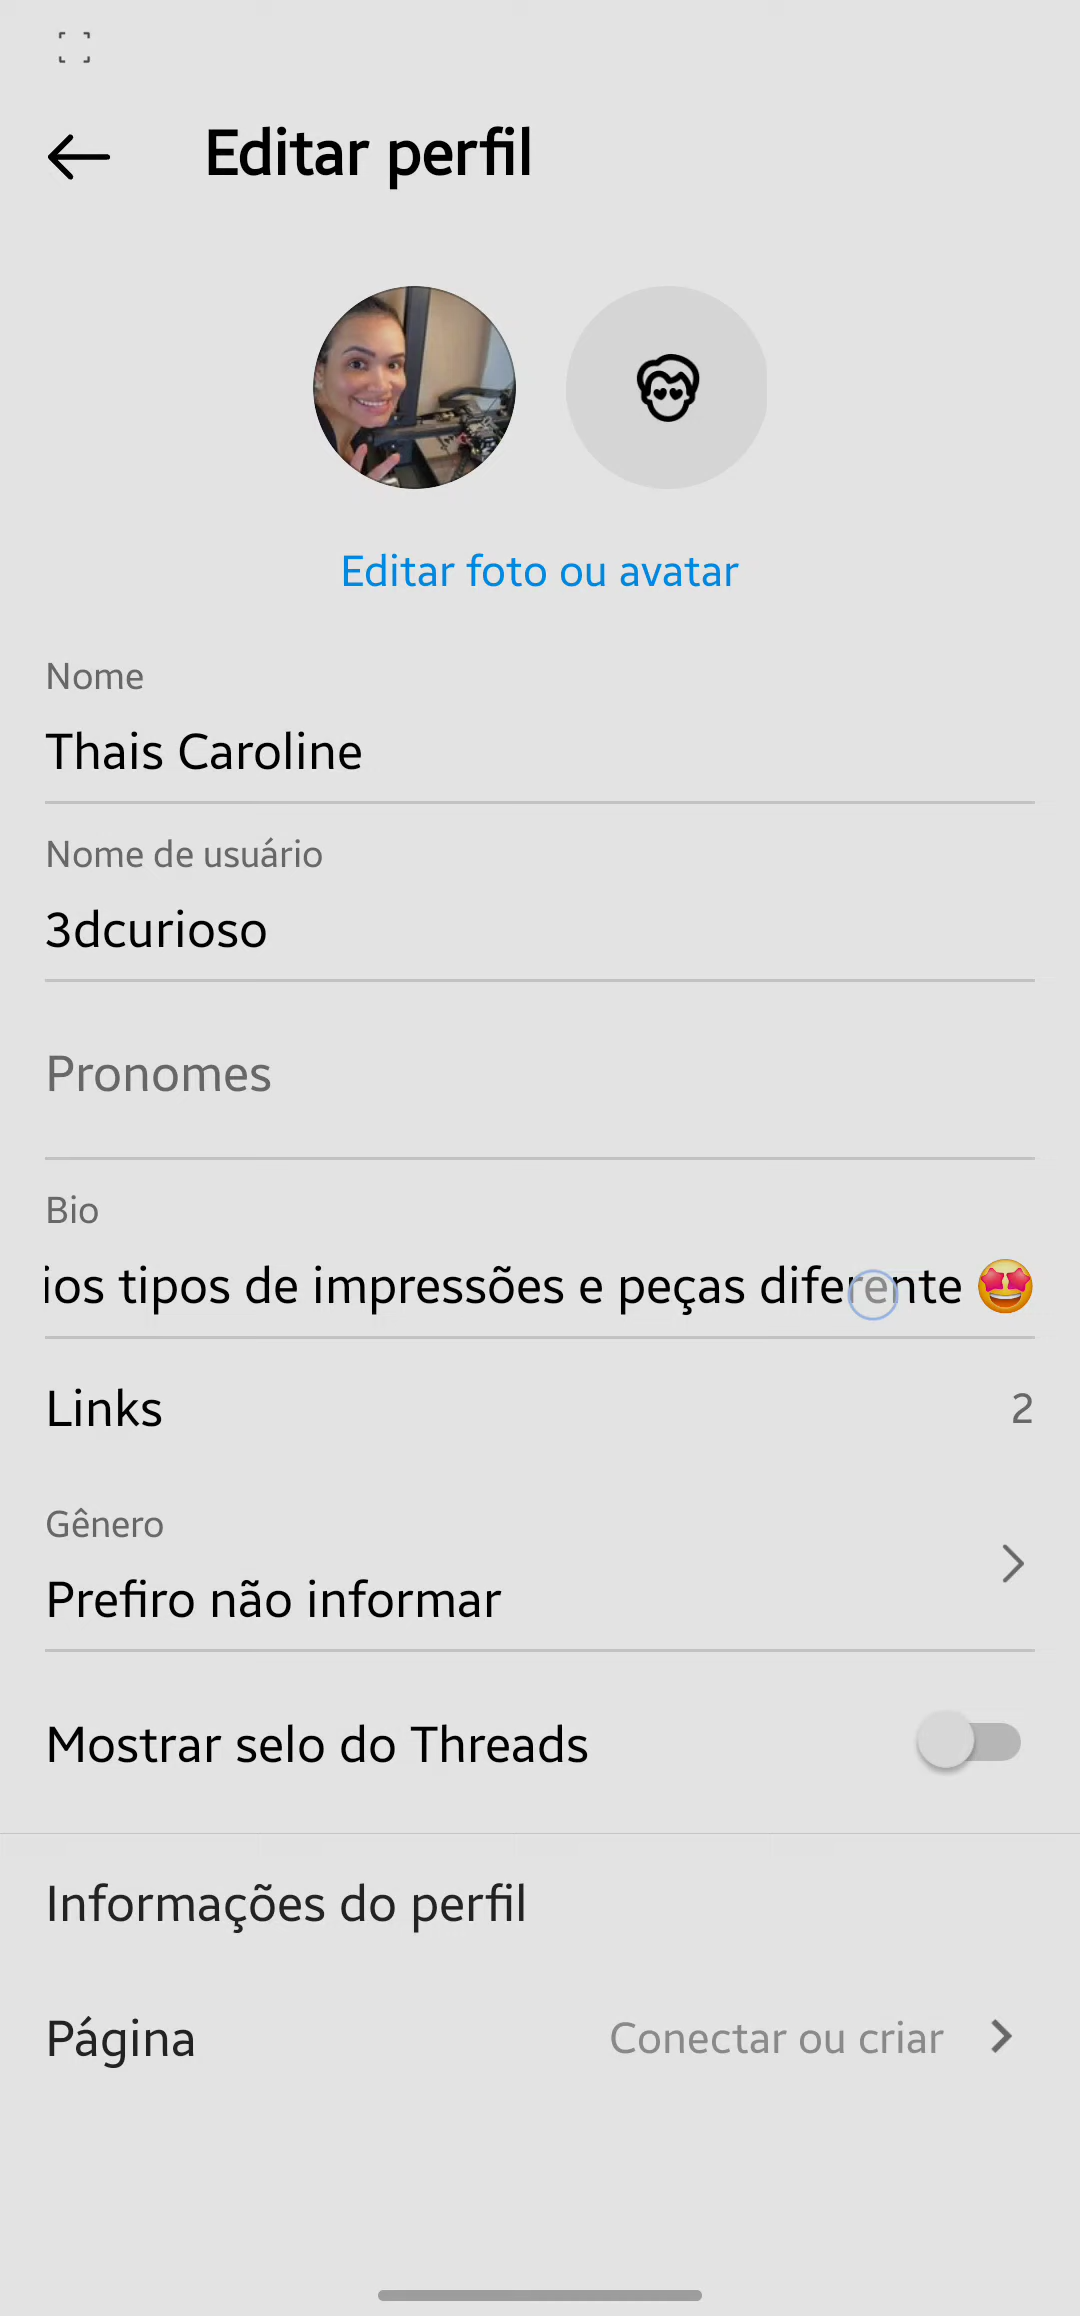 Editar perfil
Editar foto ou avatar
Nome
Thais Caroline
Nome de usuário
3dcurioso
Pronomes
Bio
ios tipos de impressões e peças diferente 🤩
Links 2
Gênero
Prefiro não informar
Mostrar selo do Threads
Informações do perfil
Página Conectar ou criar